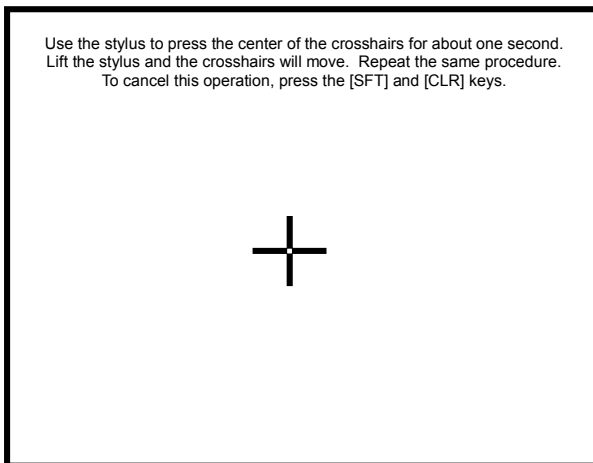 Use the stylus to press the center of the crosshairs for about one second.
Lift the stylus and the crosshairs will move. Repeat the same procedure.
To cancel this operation, press the [SFT] and [CLR] keys.